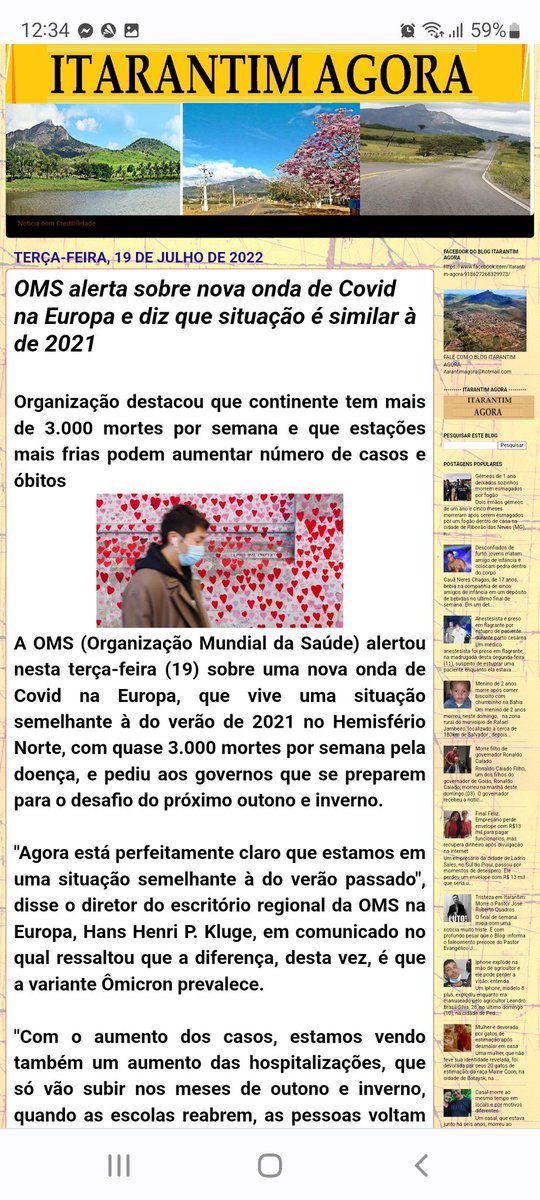 12:34
59%
ITARANTIM AGORA
Notícia com Credibilidade
TERÇA-FEIRA, 19 DE JULHO DE 2022
OMS alerta sobre nova onda de Covid
na Europa e diz que situação é similar à
de 2021
Organização destacou que continente tem mais
de 3.000 mortes por semana e que estações
mais frias podem aumentar número de casos e
óbitos
A OMS (Organização Mundial da Saúde) alertou
nesta terça-feira (19) sobre uma nova onda de
Covid na Europa, que vive uma situação
semelhante à do verão de 2021 no Hemisfério
Norte, com quase 3.000 mortes por semana pela
doença, e pediu aos governos que se preparem
para o desafio do próximo outono e inverno.
"Agora está perfeitamente claro que estamos em
uma situação semelhante à do verão passado",
disse o diretor do escritório regional da OMS na
Europa, Hans Henri P. Kluge, em comunicado no
qual ressaltou que a diferença, desta vez, é que
a variante Ômicron prevalece.
"Com o aumento dos casos, estamos vendo
também um aumento das hospitalizações, que
só vão subir nos meses de outono e inverno,
quando as escolas reabrem, as pessoas voltam
FACEBOOK DO BLOG ITARANTIM
AGORA
FALE COM O BLOG ITARANTIM
AGORA
itarantimagora@hotmail.com
--------- ITARANTIM AGORA ---------
ITARANTIM
AGORA
PESQUISAR ESTE BLOG
Pesquisar
POSTAGENS POPULARES
Gêmeos de 1 ano
deixados sozinhos
morrem esmagados
por fogão
Dois irmãos gêmeos
de um ano e cinco meses
morreram após serem esmagados
por um fogão dentro de casa na
cidade de Ribeirão das Neves (MG),
Desconfiados de
furto, jovens matam
amigo de infância e
colocam pedra dentro
do corpo
Cauã Neres Chagas, de 17 anos,
bebia na companhia de cinco
amigos de infância em um depósito
de bebidas no último final de
semana. Em um det...
Anestesista é preso
em flagrante por
estupro de paciente
durante parto cesárea
Um médico
anestesista foi preso em flagrante,
na madrugada desta segunda-feira
(11), suspeito de estuprar uma
paciente enquanto ela estava ...
Menino de 2 anos
morre após comer
biscoito com
chumbinho na Bahia
Um menino de 2 anos
morreu, neste domingo, na zona
rural do município de Rafael
Jambeiro, localizado a cerca de
180km de Salvador, depois...
Morre filho de
governador Ronaldo
Caiado
Ronaldo Caiado Filho,
um dos filhos do
governador de Goiás, Ronaldo
Caiado, morreu na manhã deste
domingo (03). O governador
recebeu a notíc...
Final Feliz:
Empresário perde
envelope com R$13
mil para pagar
funcionários, mas
recupera dinheiro após divulgação
na internet
Um empresário da cidade de
Sales, no Sul do Piauí, passou por
momentos de desespero. Ele
perdeu um envelope com R$ 13 mil
que seria u...
LUTO
Tristeza em Itarantim:
Morre o Pastor José
Roberto Quadros
O final de semana
inicia com uma
notícia muito triste. É com
profundo pesar que o Blog informa
o falecimento precoce do Pastor
Evangélico J...
Iphone explode na
mão de agricultor e
ele pode perder a
visão; entenda
Um iphone, modelo 8
plus, explodiu enquanto era
manuseado pelo agricultor Leandro
Brasil Silva, 28, no último domingo
(10), na cidade de Ped...
Mulher é devorada
por gatos de
estimação após
desmaiar em casa
Uma mulher, que não
teve sua identidade revelada, foi
devorada por seus 20 gatos de
estimação, da raça Maine Coon, na
cidade de Bataysk, na ...
Casal morre ao
mesmo tempo em
locais e por motivos
diferentes
Um casal, que estava
junto há seis anos, morreu ao